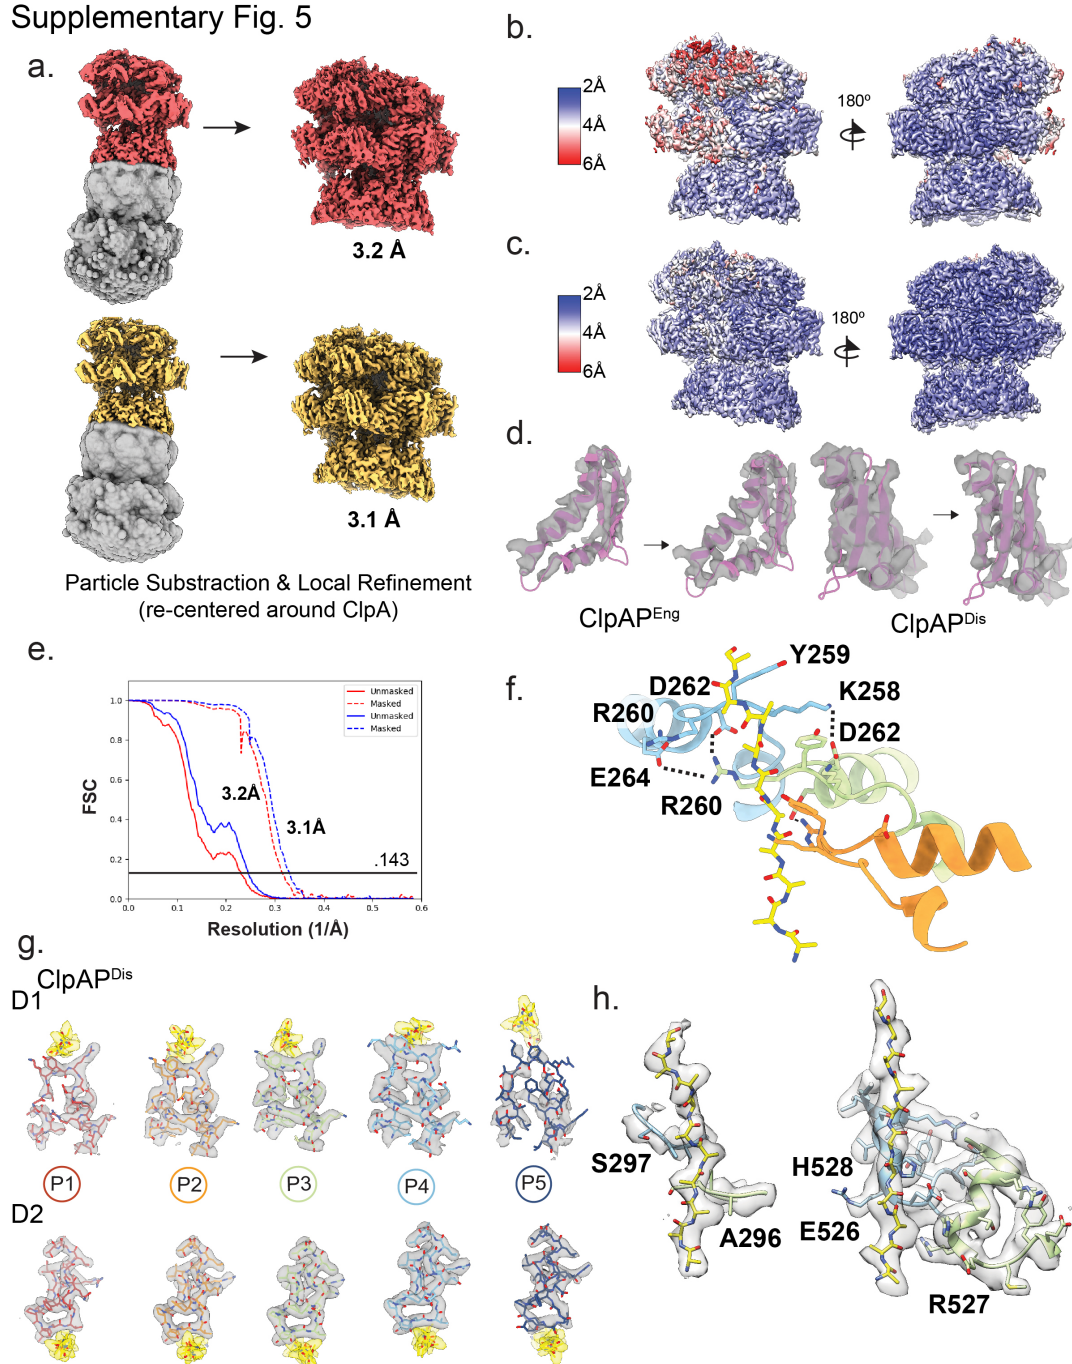 Supplementary Fig. 5
a.
3.2 Å
3.1 Å
Particle Substraction & Local Refinement
(re-centered around ClpA)
b.
2Å
4Å
6Å
180º
c.
2Å
4Å
6Å
180º
d.
ClpAP^Eng
ClpAP^Dis
e.
Unmasked
Masked
Unmasked
Masked
3.2Å
3.1Å
.143
FSC
1.0
0.8
0.6
0.4
0.2
0.0
0.0 0.1 0.2 0.3 0.4 0.5 0.6
Resolution (1/Å)
f.
Y259
D262
K258
R260
D262
E264
R260
g.
ClpAP^Dis
D1
P1 P2 P3 P4 P5
D2
h.
S297
A296
H528
E526
R527